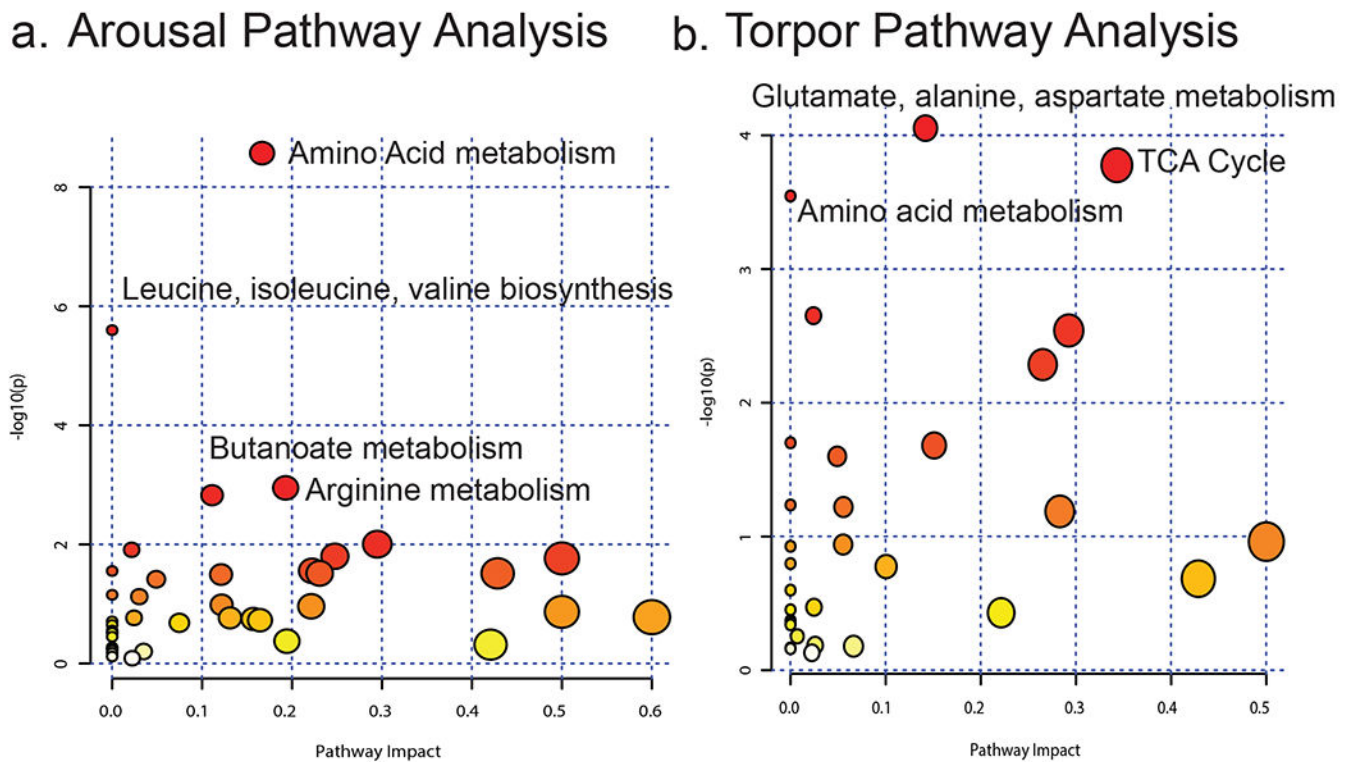 a. Arousal Pathway Analysis
Amino Acid metabolism
Leucine, isoleucine, valine biosynthesis
Butanoate metabolism
Arginine metabolism
-log10(p)
8
6
4
2
0
0.0 0.1 0.2 0.3 0.4 0.5 0.6
Pathway Impact
b. Torpor Pathway Analysis
Glutamate, alanine, aspartate metabolism
TCA Cycle
Amino acid metabolism
-log10(p)
4
3
2
1
0
0.0 0.1 0.2 0.3 0.4 0.5
Pathway Impact